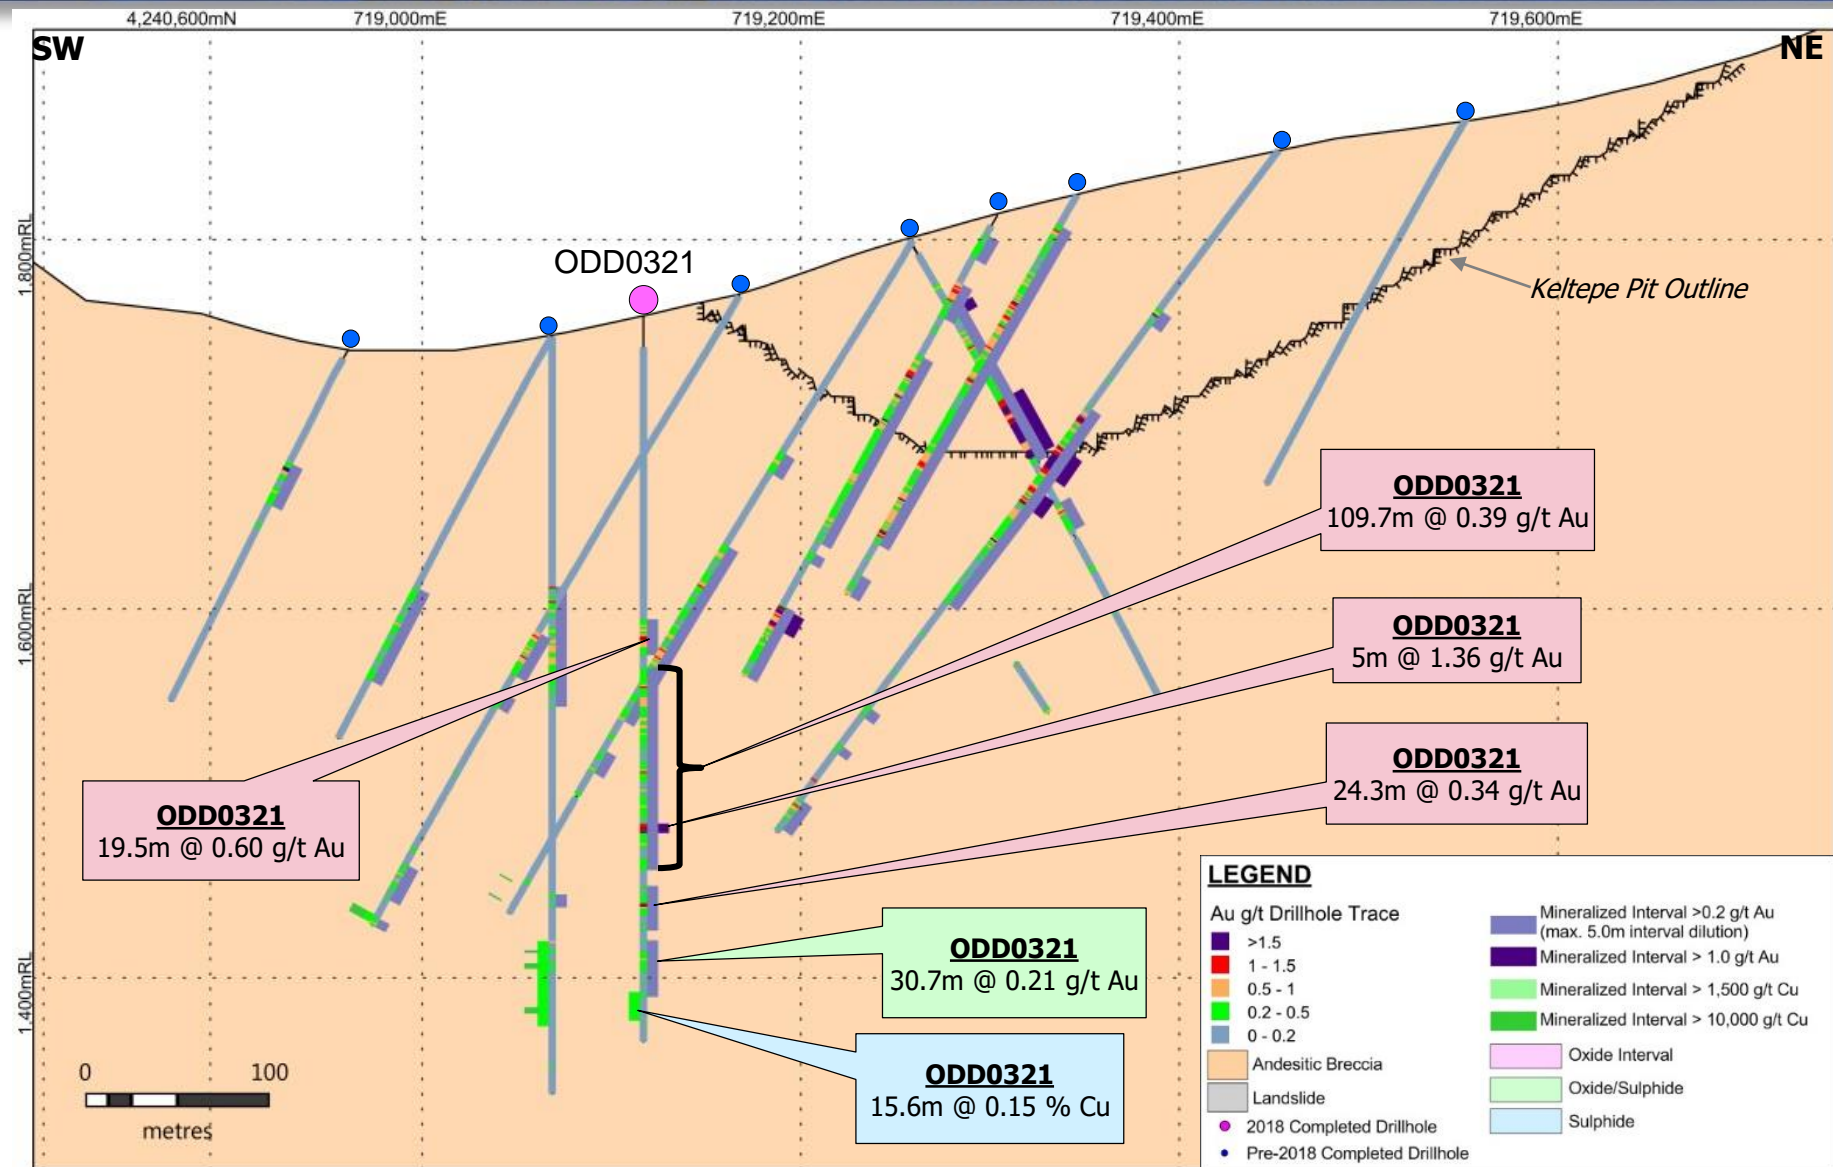 4,240,600mN 719,000mE 719,200mE 719,400mE 719,600mE
SW
NE
1,800mRL
1,600mRL
1,400mRL
ODD0321
Keltepe Pit Outline
ODD0321
109.7m @ 0.39 g/t Au
ODD0321
5m @ 1.36 g/t Au
ODD0321
24.3m @ 0.34 g/t Au
ODD0321
19.5m @ 0.60 g/t Au
ODD0321
30.7m @ 0.21 g/t Au
ODD0321
15.6m @ 0.15 % Cu
0 100
metres
LEGEND
Au g/t Drillhole Trace
>1.5
1 - 1.5
0.5 - 1
0.2 - 0.5
0 - 0.2
Andesitic Breccia
Landslide
2018 Completed Drillhole
Pre-2018 Completed Drillhole
Mineralized Interval >0.2 g/t Au
(max. 5.0m interval dilution)
Mineralized Interval > 1.0 g/t Au
Mineralized Interval > 1,500 g/t Cu
Mineralized Interval > 10,000 g/t Cu
Oxide Interval
Oxide/Sulphide
Sulphide